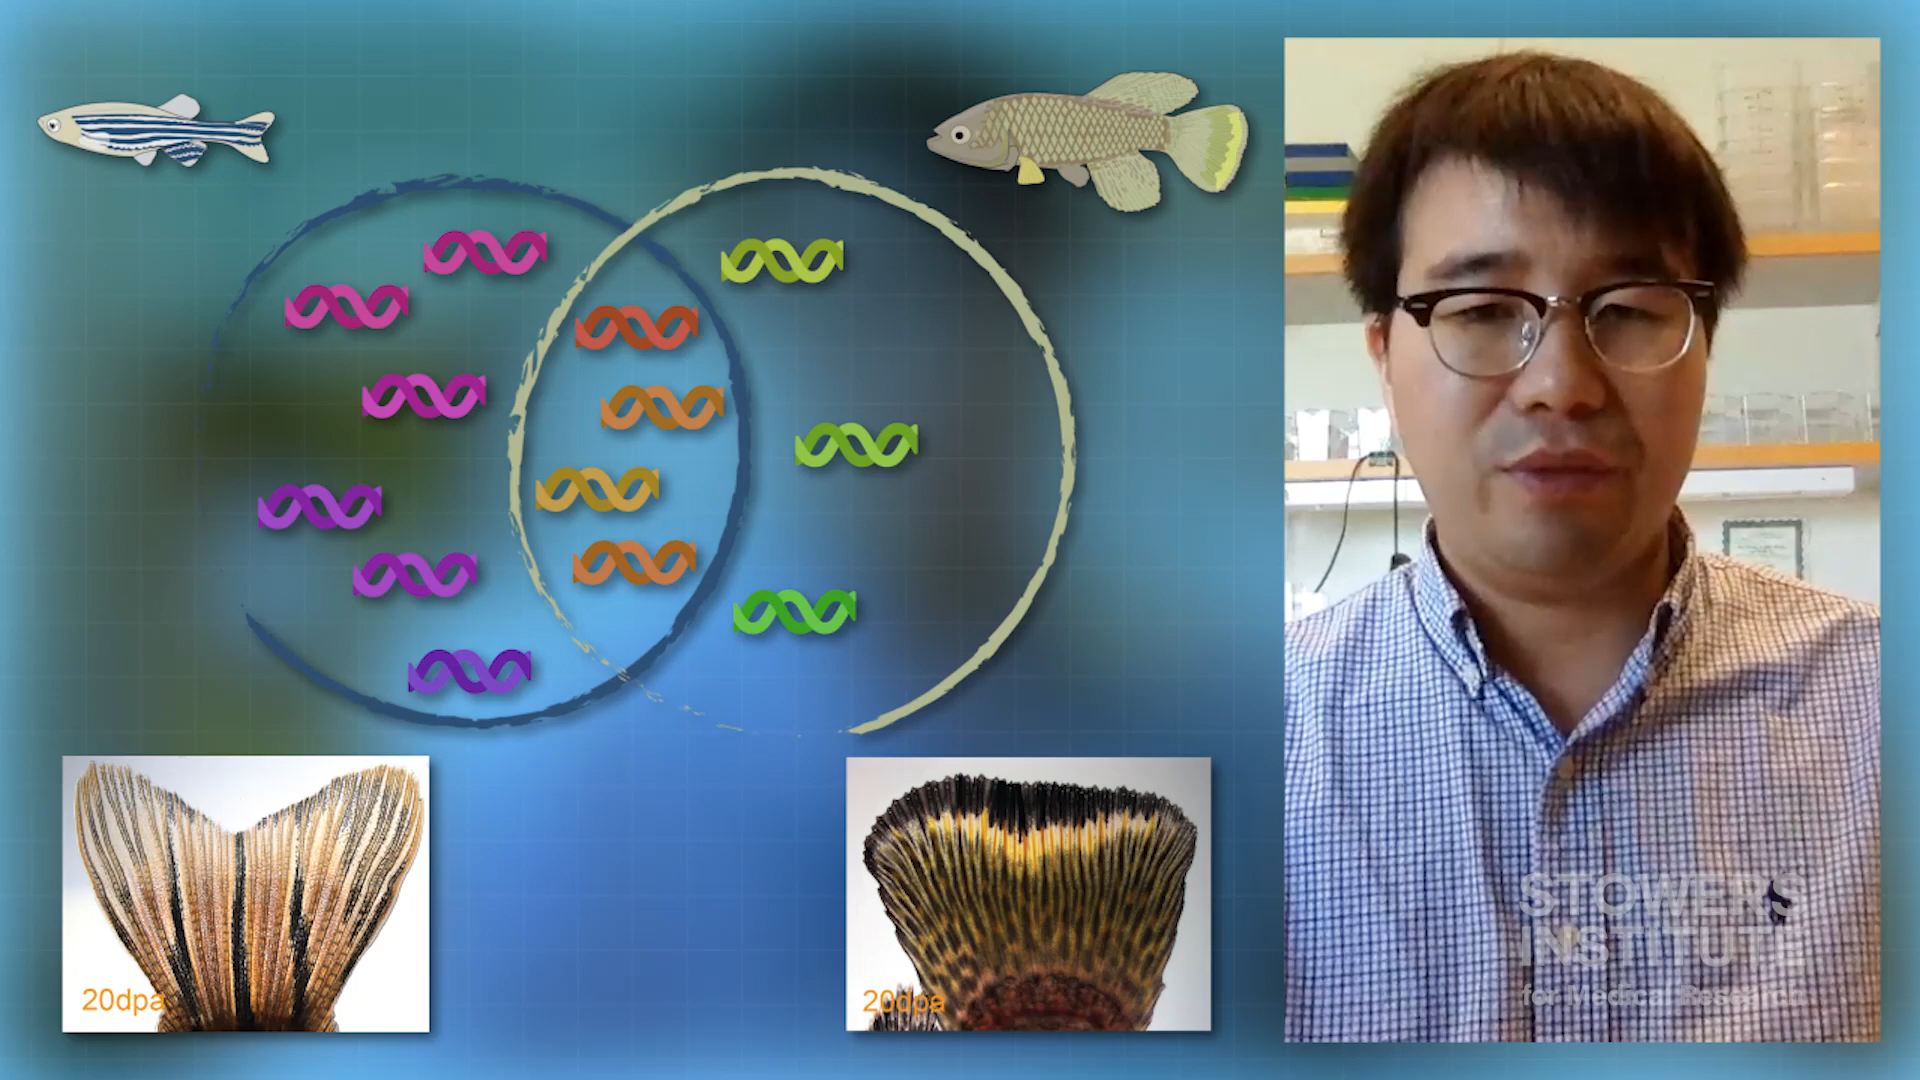 20dpa
20dpa
STOWERS
INSTITUTE
for Medical Research